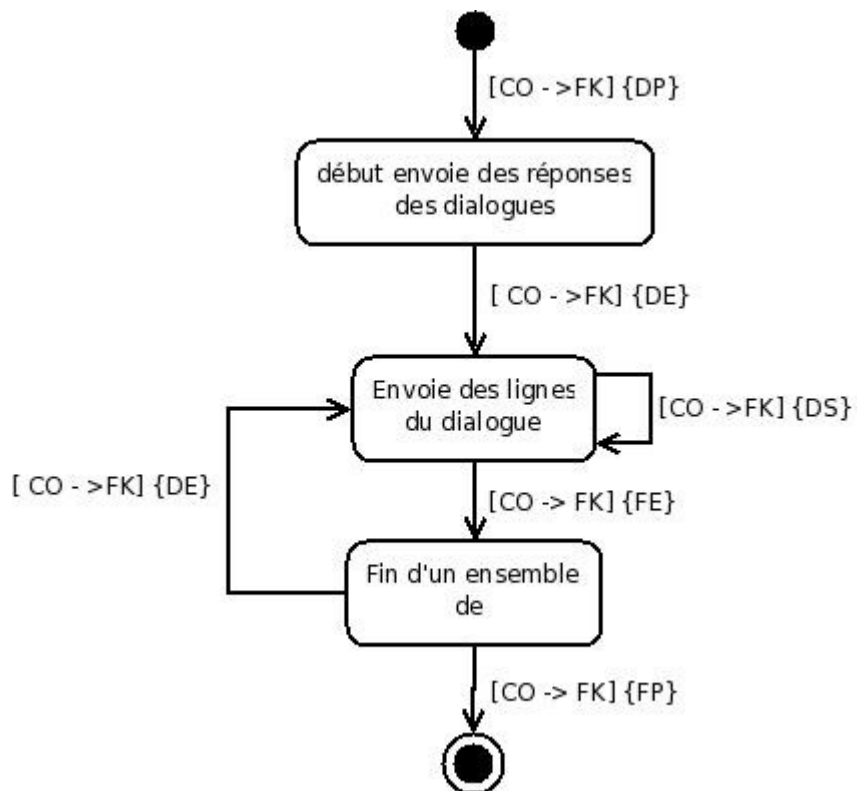 [CO ->FK] {DP}
début envoie des réponses
des dialogues
[ CO ->FK] {DE}
Envoie des lignes
du dialogue
[CO ->FK] {DS}
[ CO ->FK] {DE}
[CO -> FK] {FE}
Fin d'un ensemble
de
[CO -> FK] {FP}